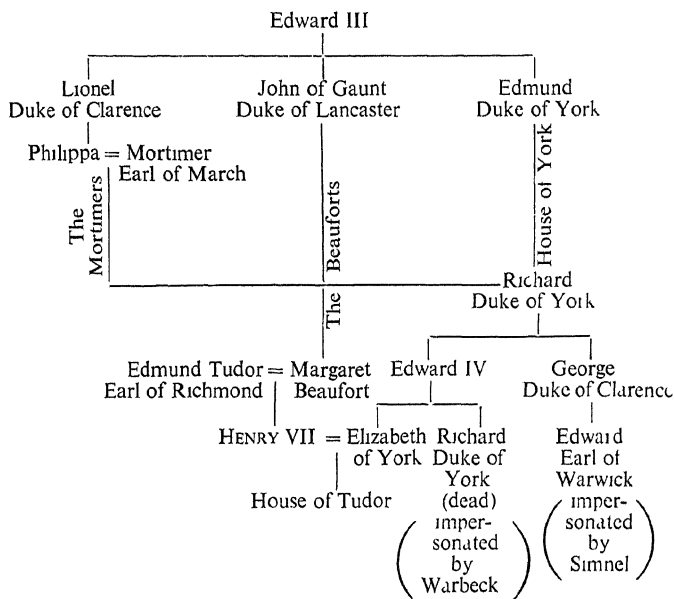 Edward III
Lionel
Duke of Clarence
John of Gaunt
Duke of Lancaster
Edmund
Duke of York
Philippa = Mortimer
Earl of March
The
Mortimers
The Beauforts
House of York
Richard
Duke of York
Edmund Tudor = Margaret
Earl of Richmond Beaufort
Edward IV
George
Duke of Clarence
HENRY VII = Elizabeth
of York
Richard
Duke of
York
(dead)
(imper-
sonated
by
Warbeck)
Edward
Earl of
Warwick
(imper-
sonated
by
Simnel)
House of Tudor